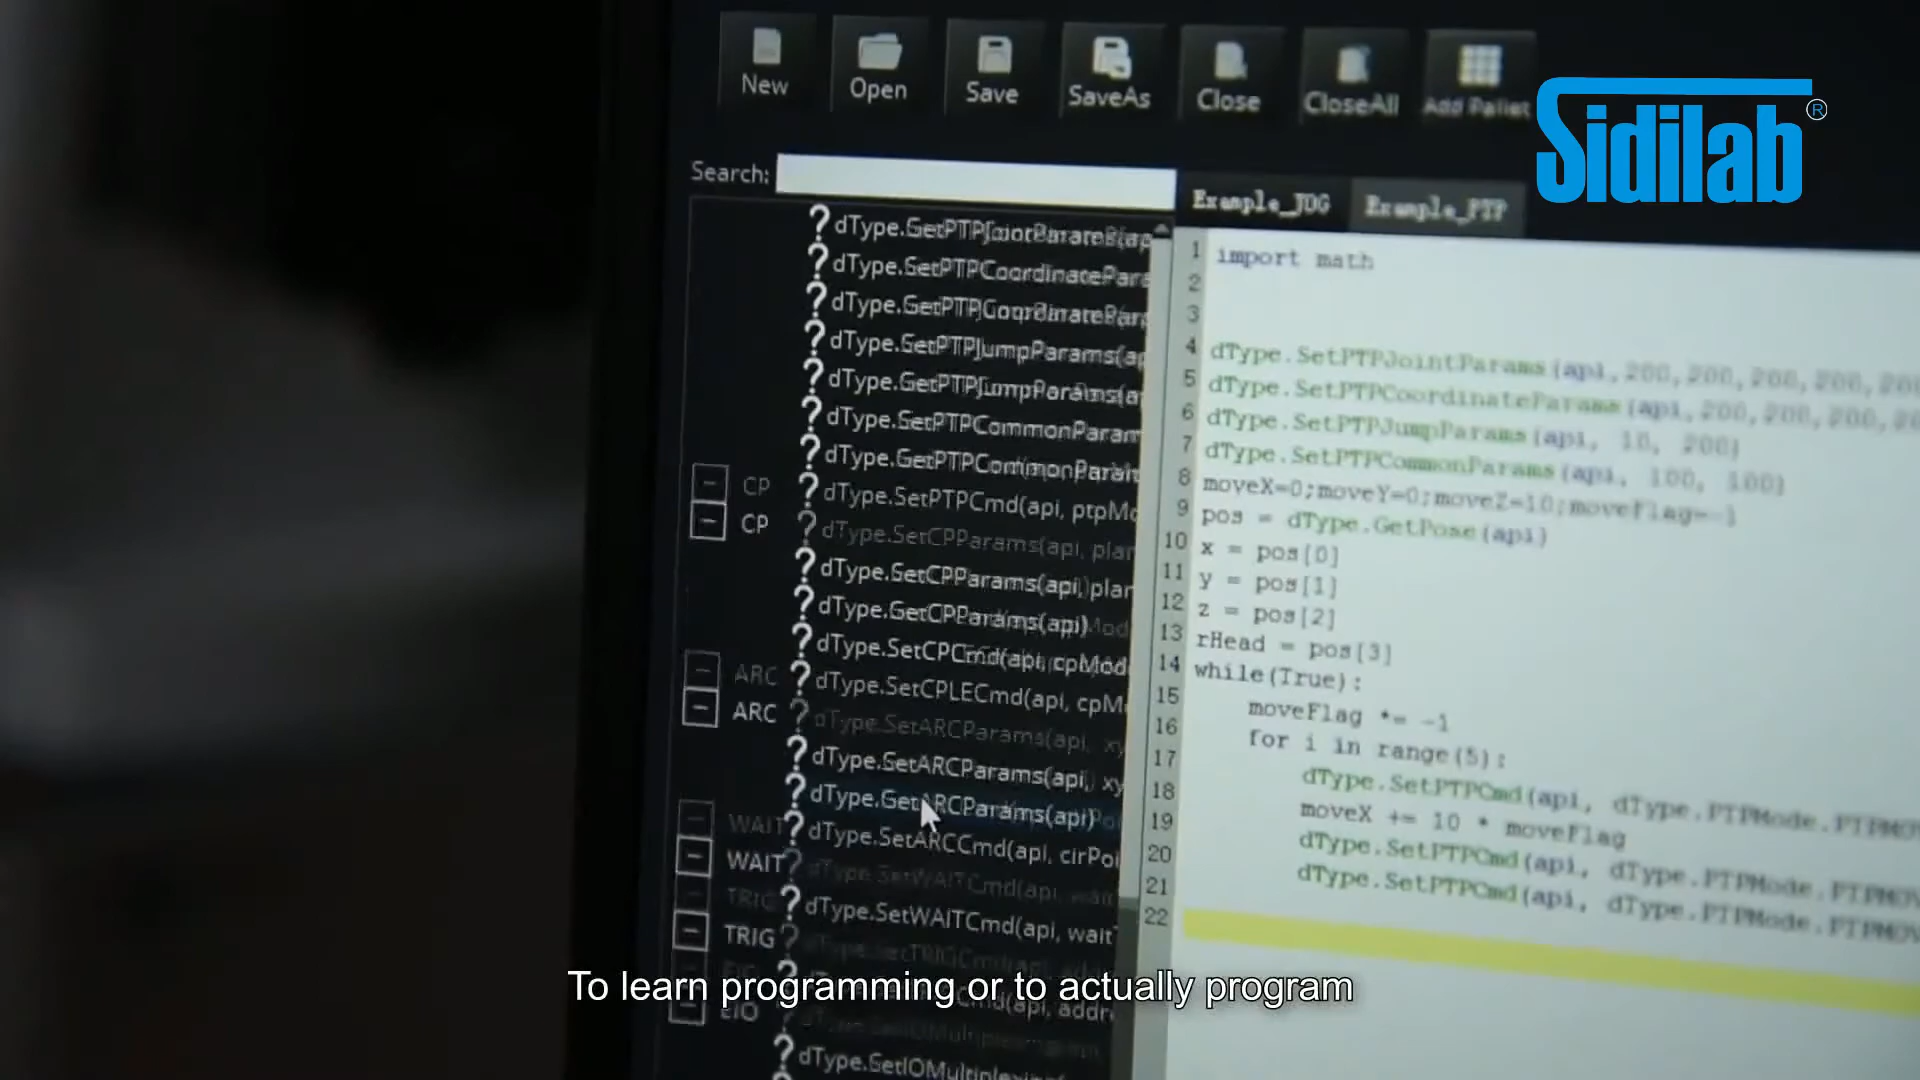 New
Open
Save
SaveAs
Close
CloseAll
Add Pallet
Sidilab®
Search:
Example_JOG
Example_PTP
dType.GetPTPJointParams(ap
dType.SetPTPCoordinatePara
dType.GetPTPCoordinatePar
dType.SetPTPJumpParams(ap
dType.GetPTPJumpParams(a
dType.SetPTPCommonParam
dType.GetPTPCommonParam
dType.SetPTPCmd(api, ptpMo
CP
dType.SetCPParams(api, plan
CP
dType.SetCPParams(api, plan
dType.GetCPParams(api)
dType.SetCPCmd(api, cpMod
dType.SetCPLECmd(api, cpM
ARC
dType.SetARCParams(api, xy
ARC
dType.SetARCParams(api, xy
dType.GetARCParams(api)
dType.SetARCCmd(api, cirPoi
WAIT
dType.SetWAITCmd(api, wait
WAIT
dType.SetWAITCmd(api, waitT
TRIG
dType.SetTRIGCmd(api, addr
TRIG
EIO
dType.GetIOMultiplexing(
1 import math
2
3
4 dType.SetPTPJointParams(api,200,200,200,200,200
5 dType.SetPTPCoordinateParams(api,200,200,200,20
6 dType.SetPTPJumpParams(api, 10, 200)
7 dType.SetPTPCommonParams(api, 100, 100)
8 moveX=0;moveY=0;moveZ=10;moveFlag=-1
9 pos = dType.GetPose(api)
10 x = pos[0]
11 y = pos[1]
12 z = pos[2]
13 rHead = pos[3]
14 while(True):
15 moveFlag *= -1
16 for i in range(5):
17 dType.SetPTPCmd(api, dType.PTPMode.PTPMOV
18 moveX += 10 * moveFlag
19 dType.SetPTPCmd(api, dType.PTPMode.PTPMOV
20 dType.SetPTPCmd(api, dType.PTPMode.PTPMOV
21
22
To learn programming or to actually program